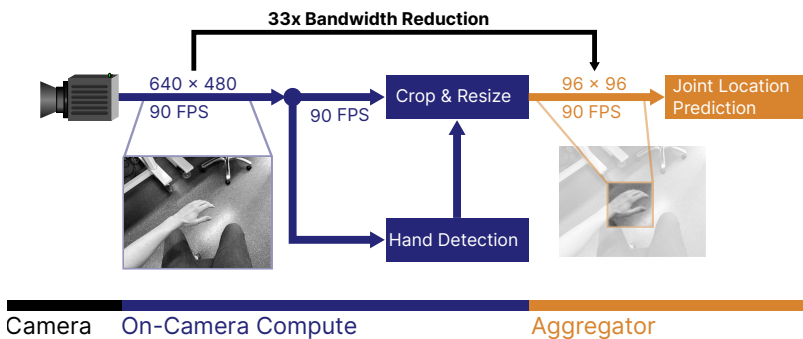 33x Bandwidth Reduction
640 × 480
90 FPS
90 FPS
Crop & Resize
96 × 96
90 FPS
Joint Location
Prediction
Hand Detection
Camera
On-Camera Compute
Aggregator